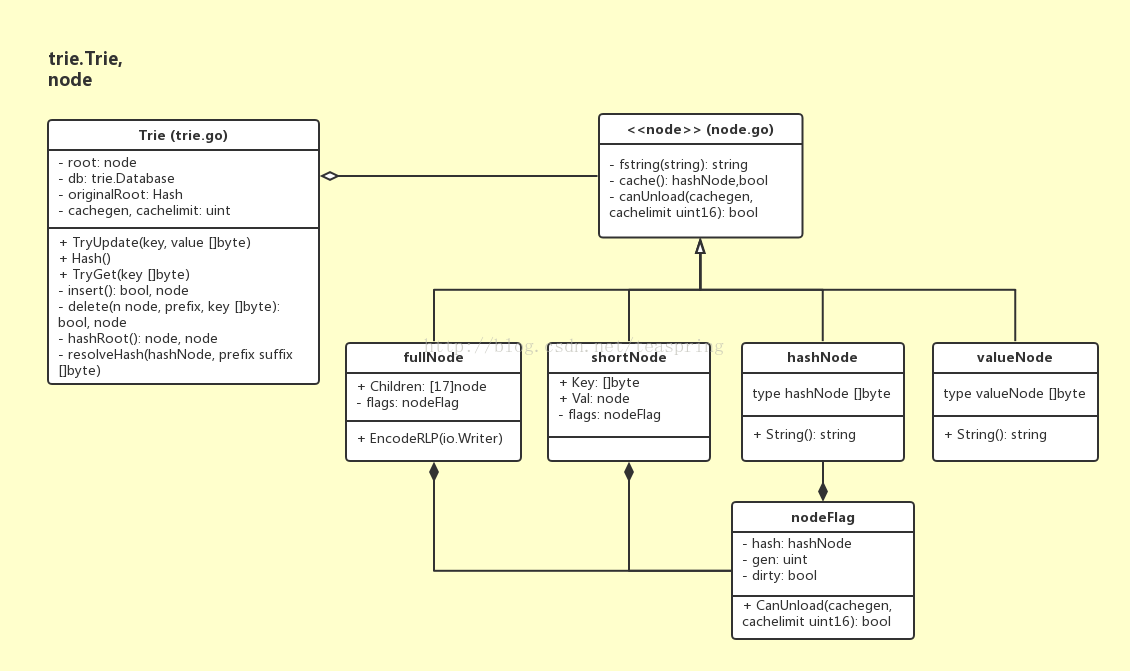 trie.Trie,
node
Trie (trie.go)
- root: node
- db: trie.Database
- originalRoot: Hash
- cachegen, cachelimit: uint
+ TryUpdate(key, value []byte)
+ Hash()
+ TryGet(key []byte)
- insert(): bool, node
- delete(n node, prefix, key []byte):
bool, node
- hashRoot(): node, node
- resolveHash(hashNode, prefix suffix
[]byte)
<<node>> (node.go)
- fstring(string): string
- cache(): hashNode,bool
- canUnload(cachegen,
cachelimit uint16): bool
http://blog.csdn.net/teaspring
fullNode
+ Children: [17]node
- flags: nodeFlag
+ EncodeRLP(io.Writer)
shortNode
+ Key: []byte
+ Val: node
- flags: nodeFlag
hashNode
type hashNode []byte
+ String(): string
valueNode
type valueNode []byte
+ String(): string
nodeFlag
- hash: hashNode
- gen: uint
- dirty: bool
+ CanUnload(cachegen,
cachelimit uint16): bool